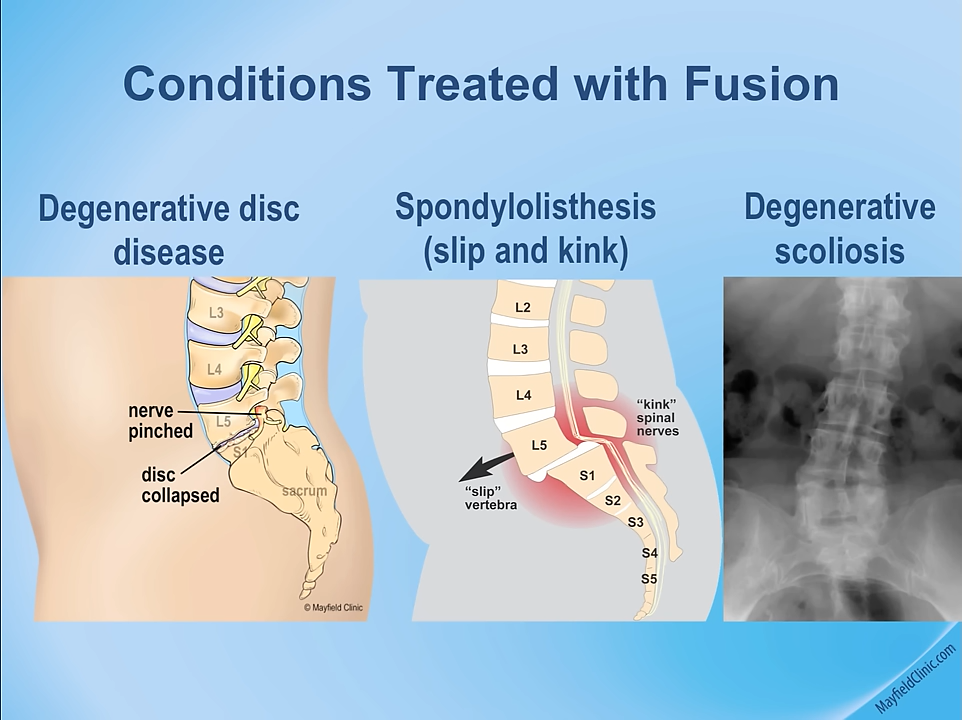 Conditions Treated with Fusion
Degenerative disc
disease
L3
L4
L5
S1
nerve
pinched
disc
collapsed
sacrum
© Mayfield Clinic
Spondylolisthesis
(slip and kink)
L2
L3
L4
L5
S1
S2
S3
S4
S5
“kink”
spinal
nerves
“slip”
vertebra
Degenerative
scoliosis
MayfieldClinic.com